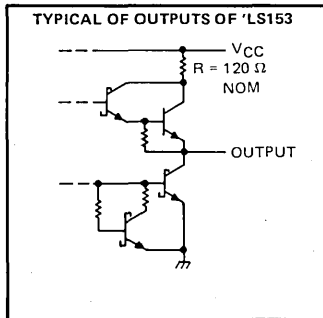 TYPICAL OF OUTPUTS OF 'LS153
VCC
R = 120 Ω
NOM
OUTPUT